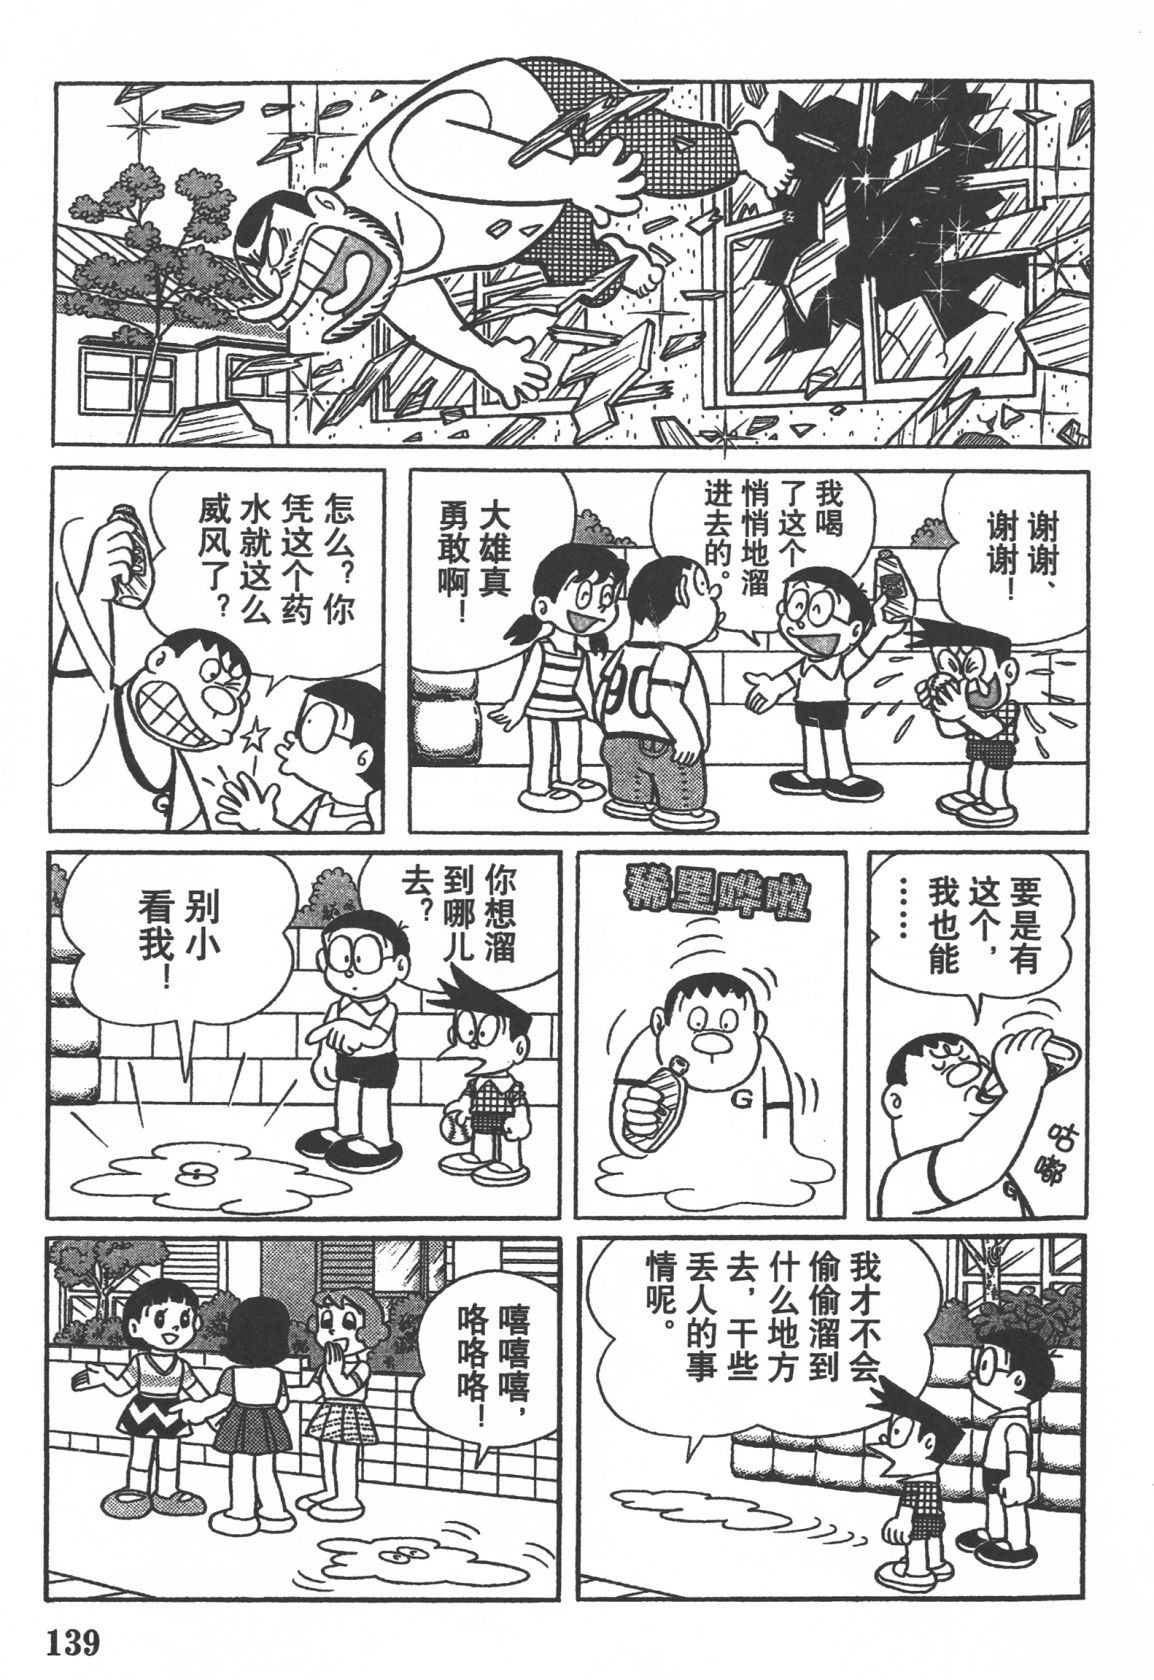 谢谢、
谢谢！
我喝
了这个
悄悄地溜
进去的。
大雄真
勇敢啊！
90
怎么？你
凭这个药
水就这么
威风了？
要是有
这个，
我也能
……
咕嘟
G
稀里哗啦
G
你想溜
到哪儿
去？
别小
看我！
我才不会
偷偷溜到
什么地方
去，干些
丢人的事
情呢。
嘻嘻嘻，
咯咯咯！
139